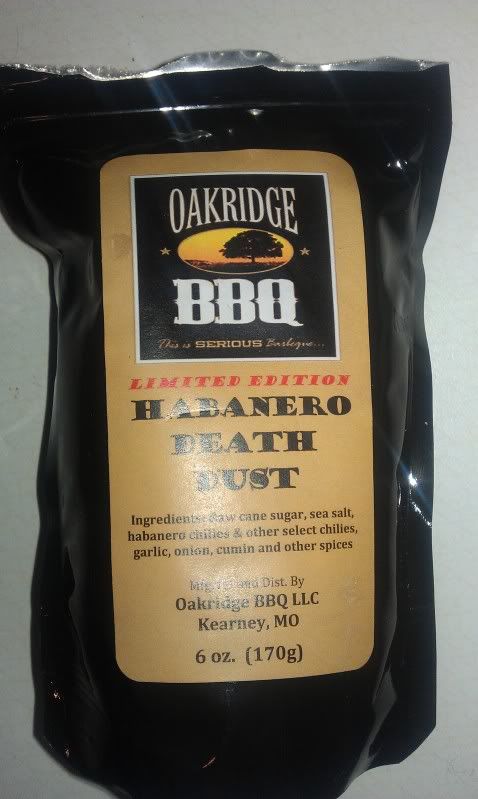 OAKRIDGE
BBQ
This is SERIOUS Barbeque...
LIMITED EDITION
HABANERO
DEATH
DUST
Ingredients: Raw cane sugar, sea salt,
habanero chilies & other select chilies,
garlic, onion, cumin and other spices
Mfg. for and Dist. By
Oakridge BBQ LLC
Kearney, MO
6 oz. (170g)